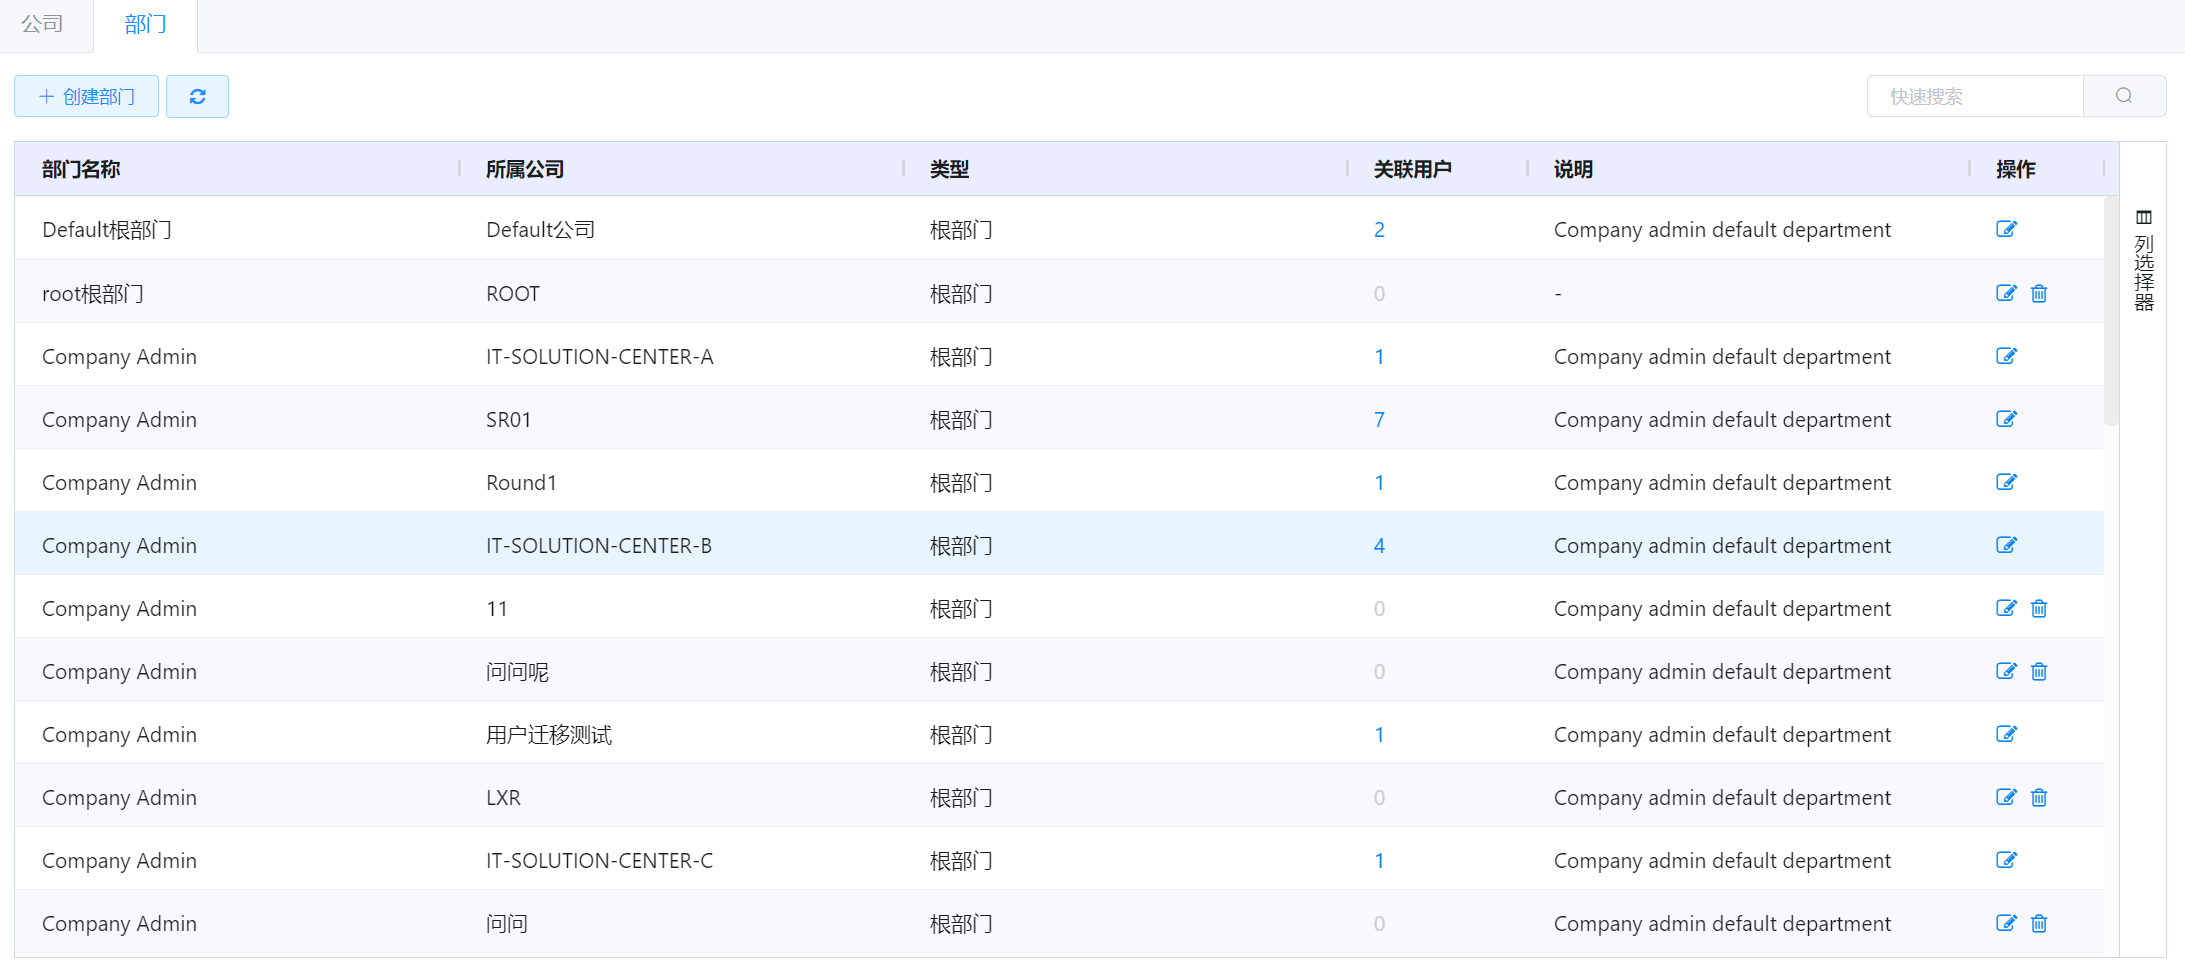 公司 部门
创建部门 快速搜索
部门名称 所属公司 类型 关联用户 说明 操作
Default根部门 Default公司 根部门 2 Company admin default department
root根部门 ROOT 根部门 0 -
Company Admin IT-SOLUTION-CENTER-A 根部门 1 Company admin default department
Company Admin SR01 根部门 7 Company admin default department
Company Admin Round1 根部门 1 Company admin default department
Company Admin IT-SOLUTION-CENTER-B 根部门 4 Company admin default department
Company Admin 11 根部门 0 Company admin default department
Company Admin 问问呢 根部门 0 Company admin default department
Company Admin 用户迁移测试 根部门 1 Company admin default department
Company Admin LXR 根部门 0 Company admin default department
Company Admin IT-SOLUTION-CENTER-C 根部门 1 Company admin default department
Company Admin 问问 根部门 0 Company admin default department
列选择器